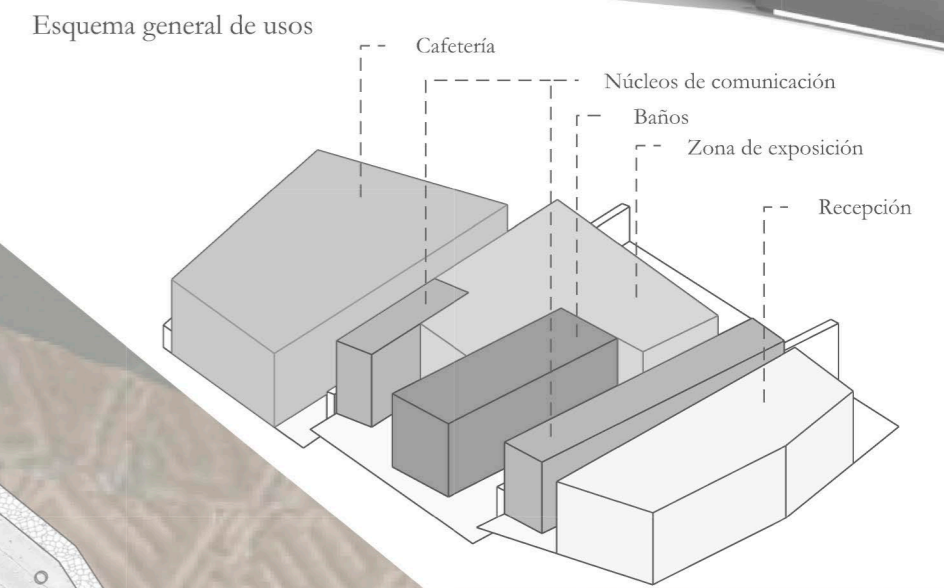 Esquema general de usos
Cafetería
Núcleos de comunicación
Baños
Zona de exposición
Recepción